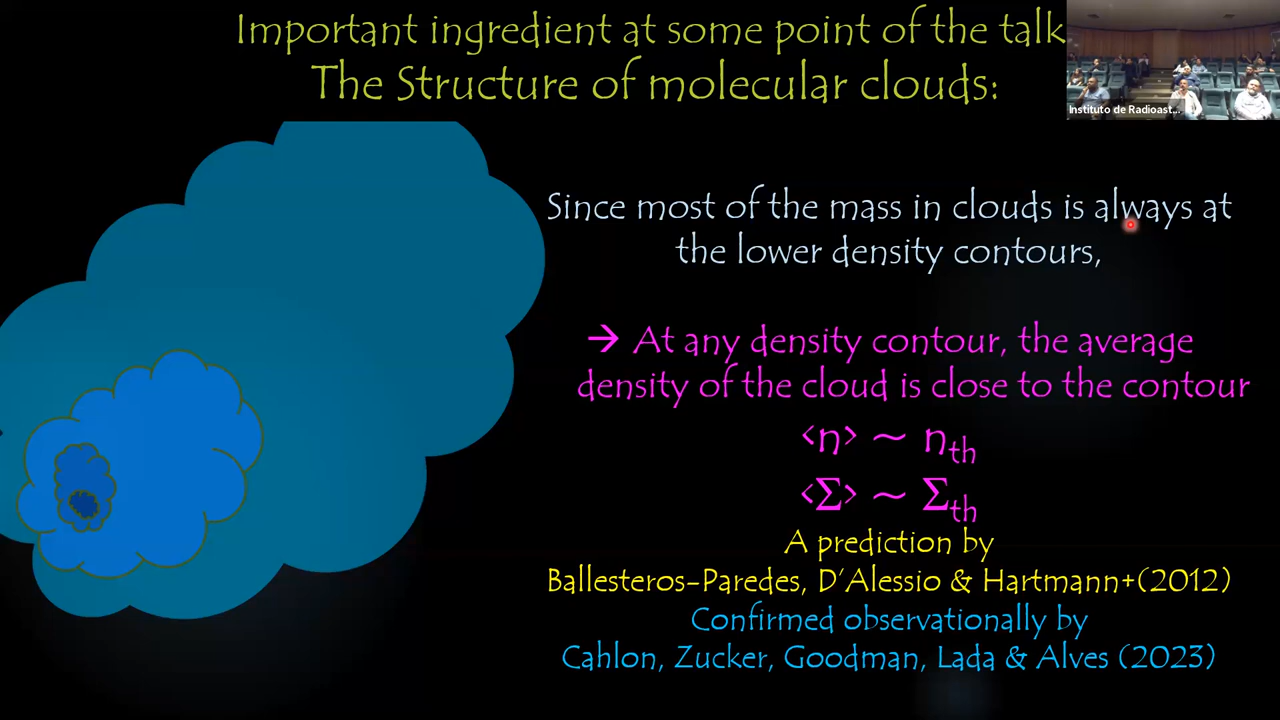 Important ingredient at some point of the talk
The Structure of molecular clouds:
Instituto de Radioast...
Since most of the mass in clouds is always at
the lower density contours,
→ At any density contour, the average
density of the cloud is close to the contour
<n> ~ nth
<Σ> ~ Σth
A prediction by
Ballesteros-Paredes, D'Alessio & Hartmann+(2012)
Confirmed observationally by
Cahlon, Zucker, Goodman, Lada & Alves (2023)